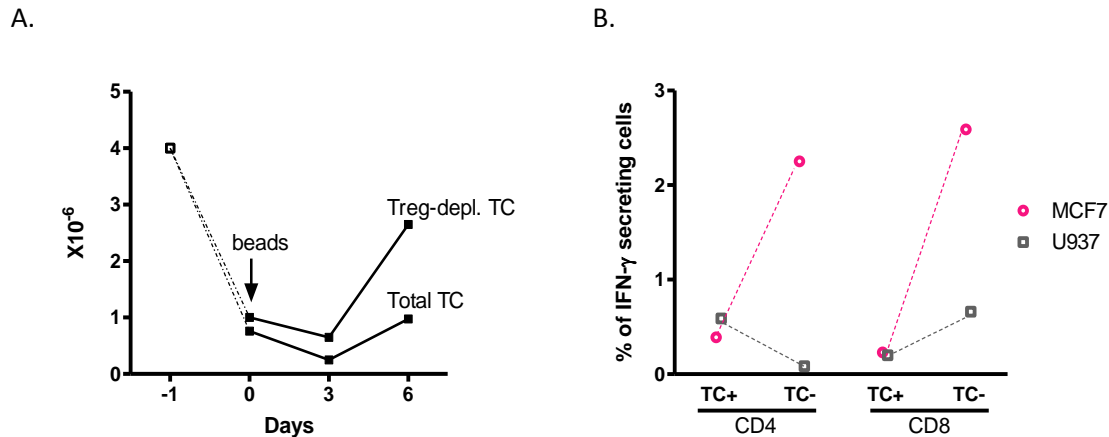 A.
5
4
3
2
1
0
X10-6
-1
0
3
6
Days
beads
Treg-depl. TC
Total TC
B.
3
2
1
0
% of IFN-γ secreting cells
TC+
TC-
TC+
TC-
CD4
CD8
MCF7
U937